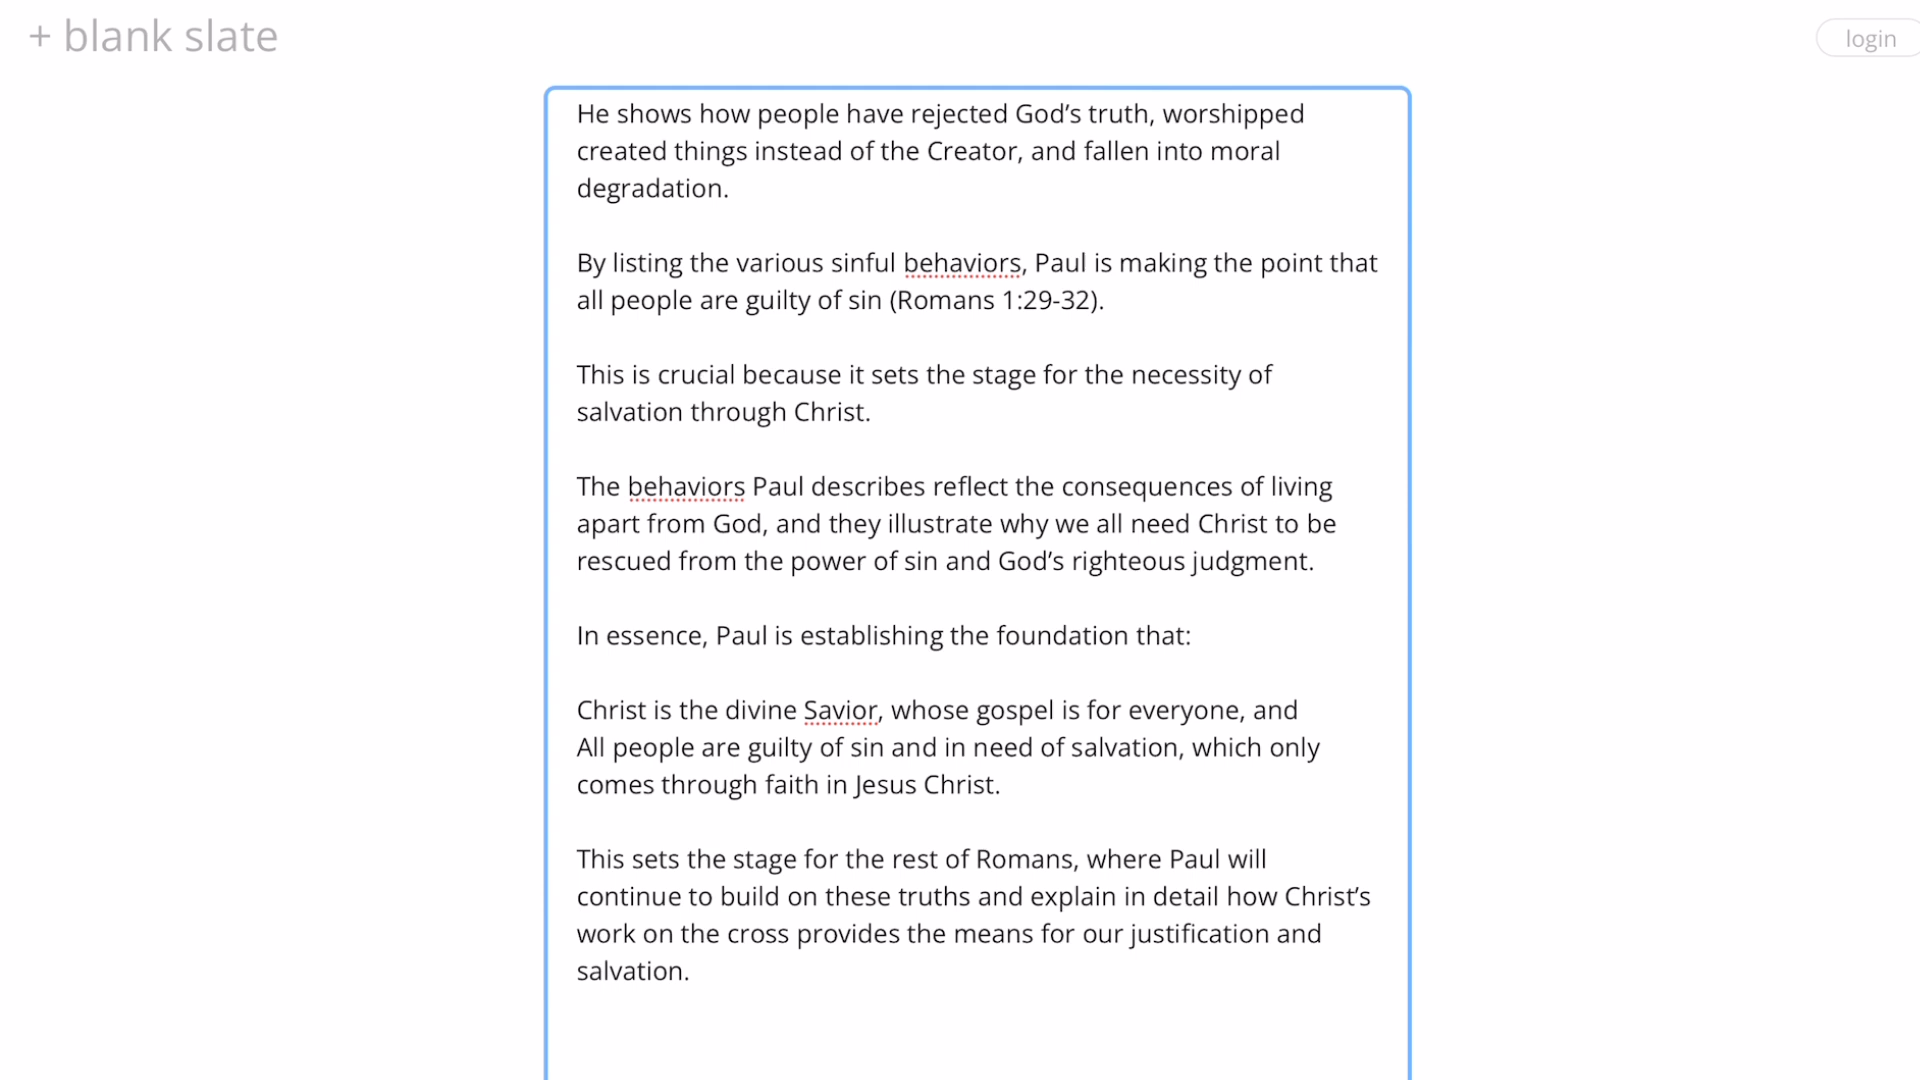 + blank slate
login
He shows how people have rejected God’s truth, worshipped
created things instead of the Creator, and fallen into moral
degradation.
By listing the various sinful behaviors, Paul is making the point that
all people are guilty of sin (Romans 1:29-32).
This is crucial because it sets the stage for the necessity of
salvation through Christ.
The behaviors Paul describes reflect the consequences of living
apart from God, and they illustrate why we all need Christ to be
rescued from the power of sin and God’s righteous judgment.
In essence, Paul is establishing the foundation that:
Christ is the divine Savior, whose gospel is for everyone, and
All people are guilty of sin and in need of salvation, which only
comes through faith in Jesus Christ.
This sets the stage for the rest of Romans, where Paul will
continue to build on these truths and explain in detail how Christ’s
work on the cross provides the means for our justification and
salvation.